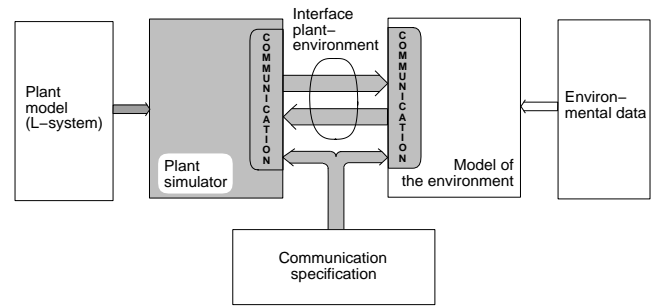 Interface
plant–
environment
Plant
model
(L–system)
COMMUNICATION
Plant
simulator
COMMUNICATION
Model of
the environment
Environ–
mental data
Communication
specification